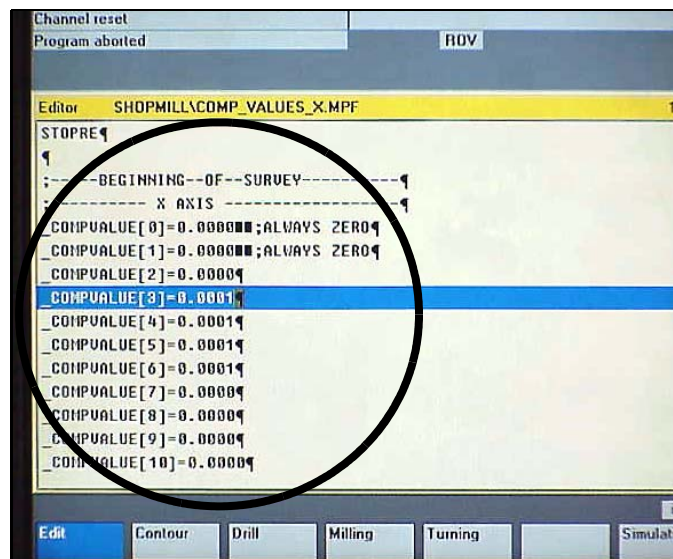 Channel reset
Program aborted ROV
Editor SHOPMILL\COMP_VALUES_X.MPF 1
STOPRE¶
¶
;-----BEGINNING--OF--SURVEY-----------¶
;---------- X AXIS ------------------¶
_COMPVALUE[0]=0.0000■■;ALWAYS ZERO¶
_COMPVALUE[1]=0.0000■■;ALWAYS ZERO¶
_COMPVALUE[2]=0.0000¶
_COMPVALUE[3]=0.0001¶
_COMPVALUE[4]=0.0001¶
_COMPVALUE[5]=0.0001¶
_COMPVALUE[6]=0.0001¶
_COMPVALUE[7]=0.0000¶
_COMPVALUE[8]=0.0000¶
_COMPVALUE[9]=0.0000¶
_COMPVALUE[10]=0.0000¶
Edit Contour Drill Milling Turning Simulat